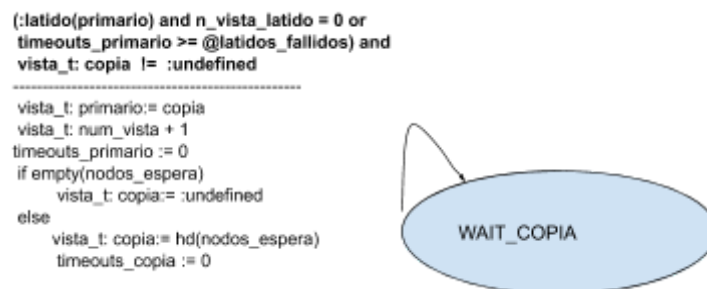 (:latido(primario) and n_vista_latido = 0 or
timeouts_primario >= @latidos_fallidos) and
vista_t: copia != :undefined
----------------------------------------------------
vista_t: primario:= copia
vista_t: num_vista + 1
timeouts_primario := 0
if empty(nodos_espera)
vista_t: copia:= :undefined
else
vista_t: copia:= hd(nodos_espera)
timeouts_copia := 0
WAIT_COPIA